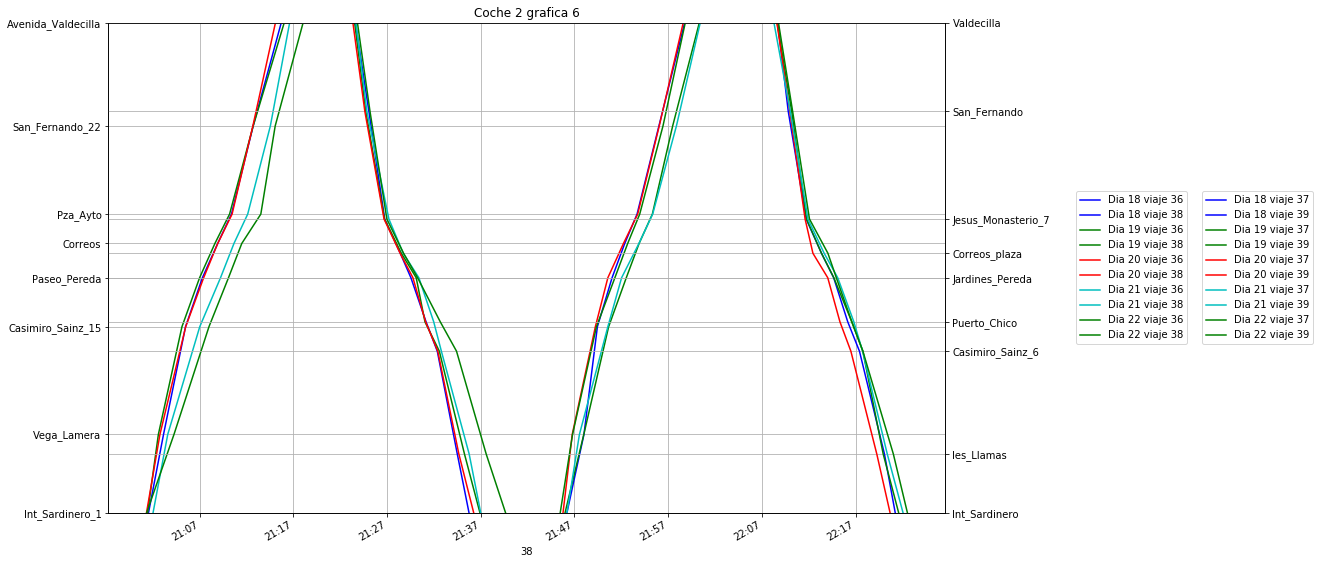 Coche 2 grafica 6
Avenida_Valdecilla
San_Fernando_22
Pza_Ayto
Correos
Paseo_Pereda
Casimiro_Sainz_15
Vega_Lamera
Int_Sardinero_1
Valdecilla
San_Fernando
Jesus_Monasterio_7
Correos_plaza
Jardines_Pereda
Puerto_Chico
Casimiro_Sainz_6
Ies_Llamas
Int_Sardinero
21:07 21:17 21:27 21:37 21:47 21:57 22:07 22:17
38
Dia 18 viaje 36
Dia 18 viaje 38
Dia 19 viaje 36
Dia 19 viaje 38
Dia 20 viaje 36
Dia 20 viaje 38
Dia 21 viaje 36
Dia 21 viaje 38
Dia 22 viaje 36
Dia 22 viaje 38
Dia 18 viaje 37
Dia 18 viaje 39
Dia 19 viaje 37
Dia 19 viaje 39
Dia 20 viaje 37
Dia 20 viaje 39
Dia 21 viaje 37
Dia 21 viaje 39
Dia 22 viaje 37
Dia 22 viaje 39